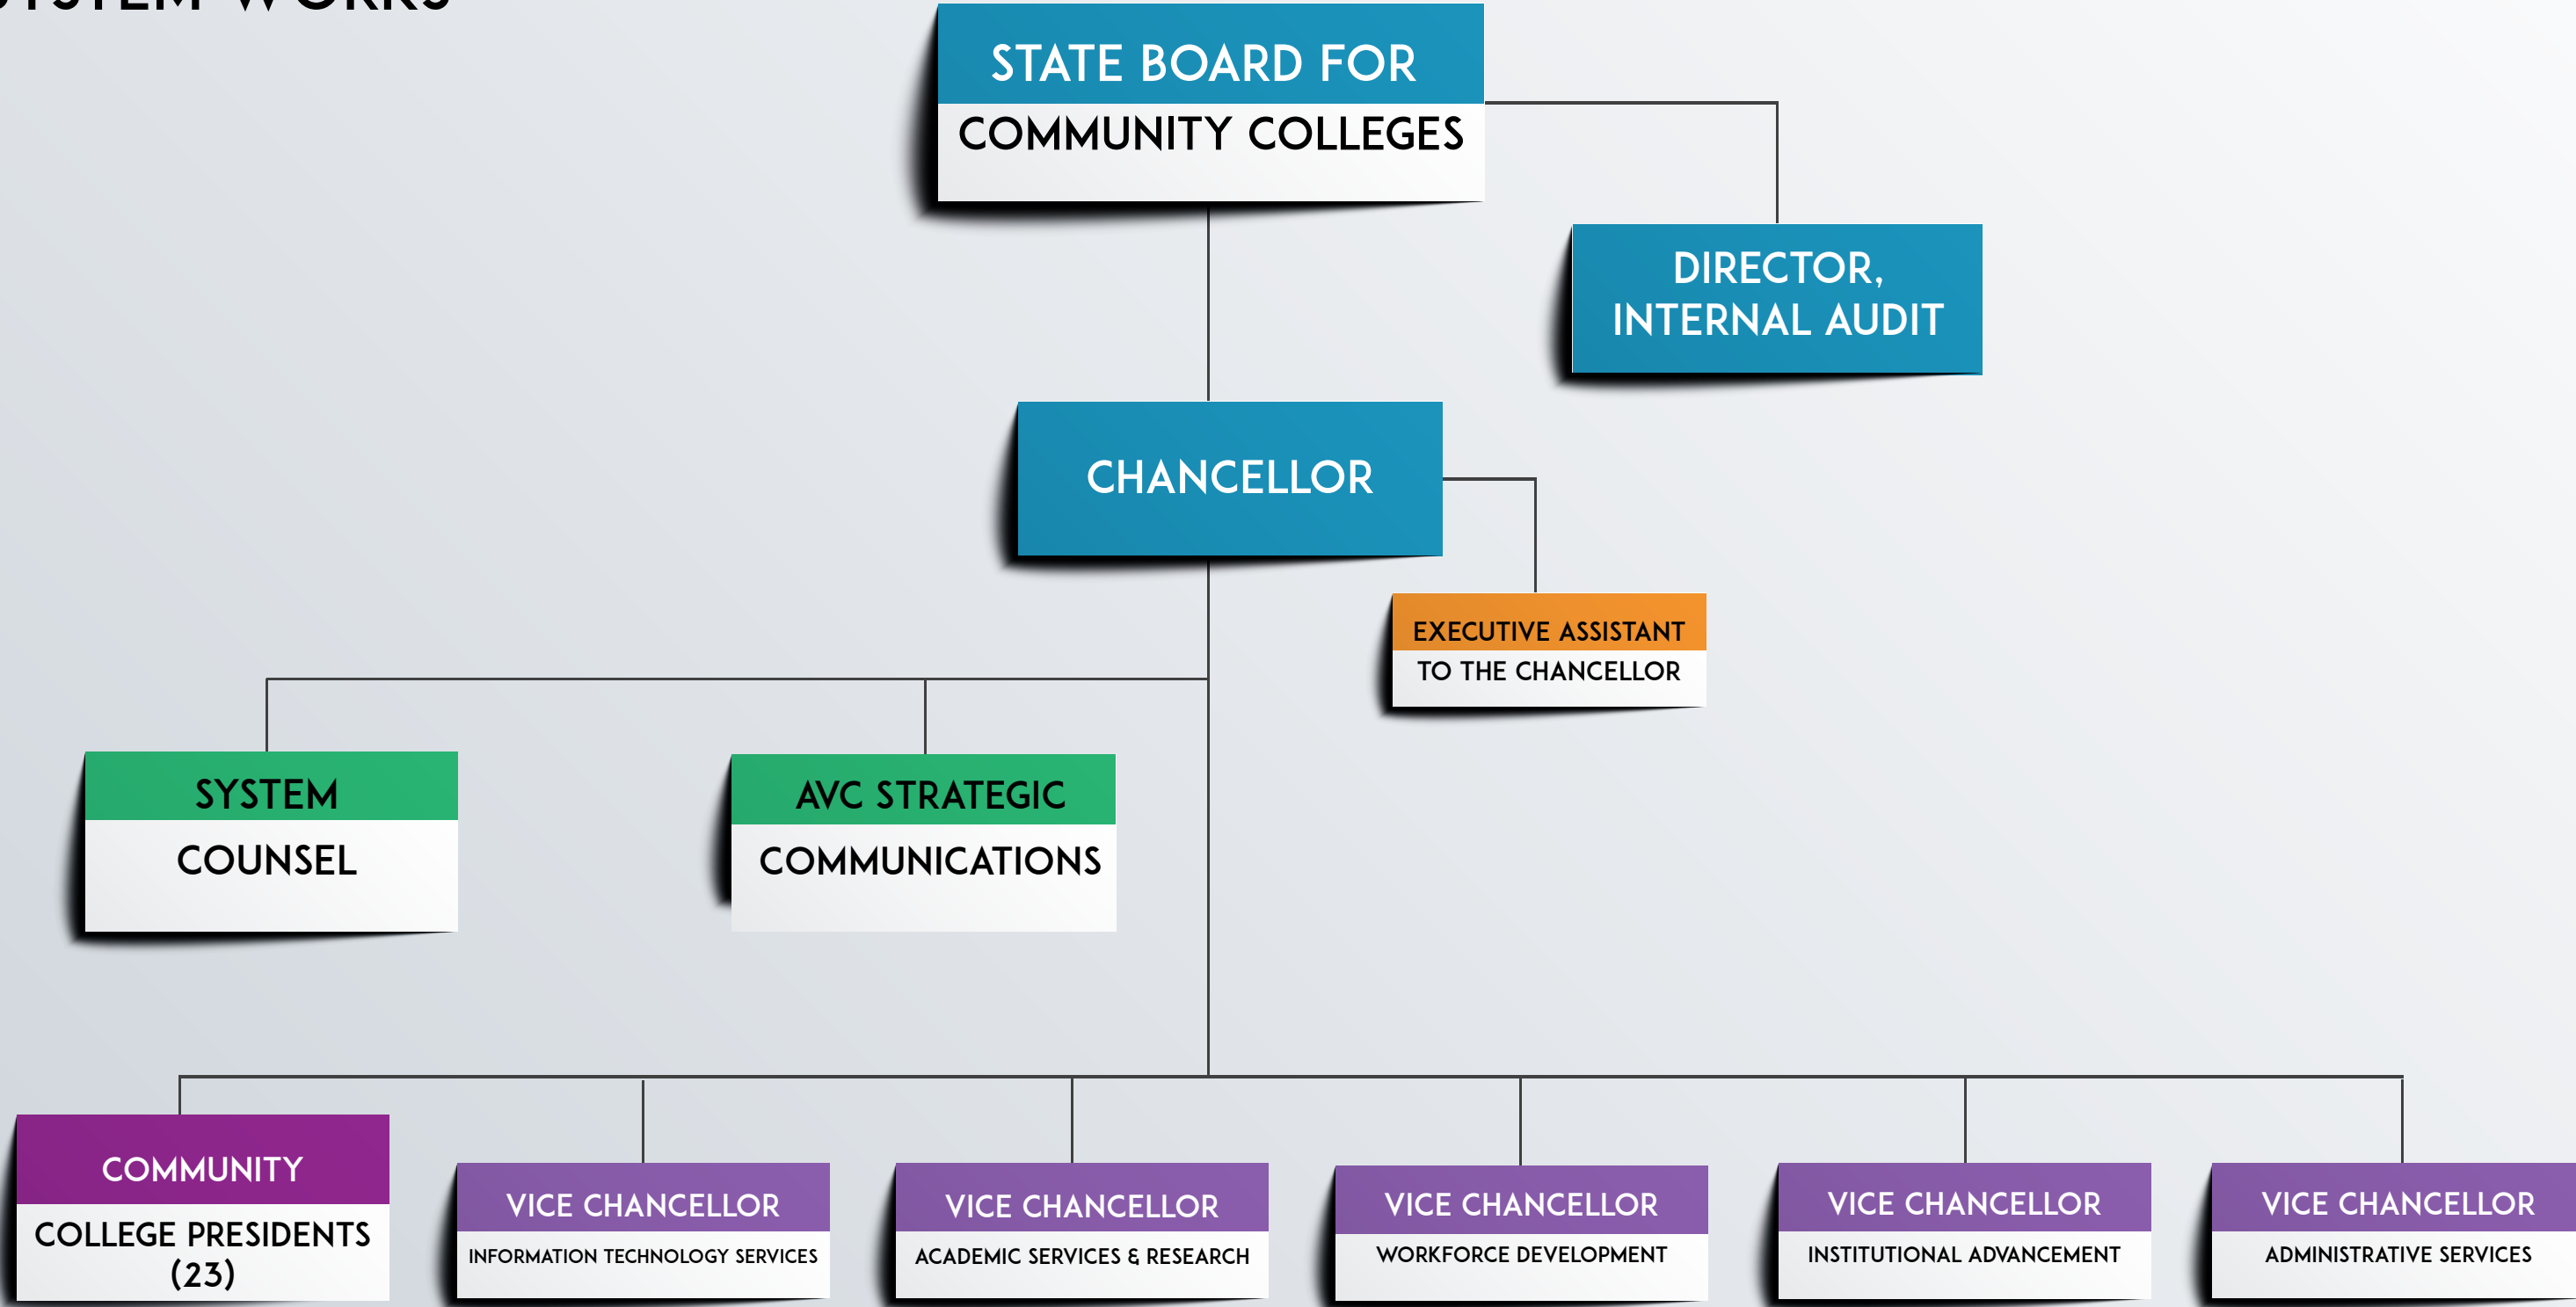 SYSTEM WORKS
STATE BOARD FOR
COMMUNITY COLLEGES
DIRECTOR,
INTERNAL AUDIT
CHANCELLOR
EXECUTIVE ASSISTANT
TO THE CHANCELLOR
SYSTEM
COUNSEL
AVC STRATEGIC
COMMUNICATIONS
COMMUNITY
COLLEGE PRESIDENTS
(23)
VICE CHANCELLOR
INFORMATION TECHNOLOGY SERVICES
VICE CHANCELLOR
ACADEMIC SERVICES & RESEARCH
VICE CHANCELLOR
WORKFORCE DEVELOPMENT
VICE CHANCELLOR
INSTITUTIONAL ADVANCEMENT
VICE CHANCELLOR
ADMINISTRATIVE SERVICES